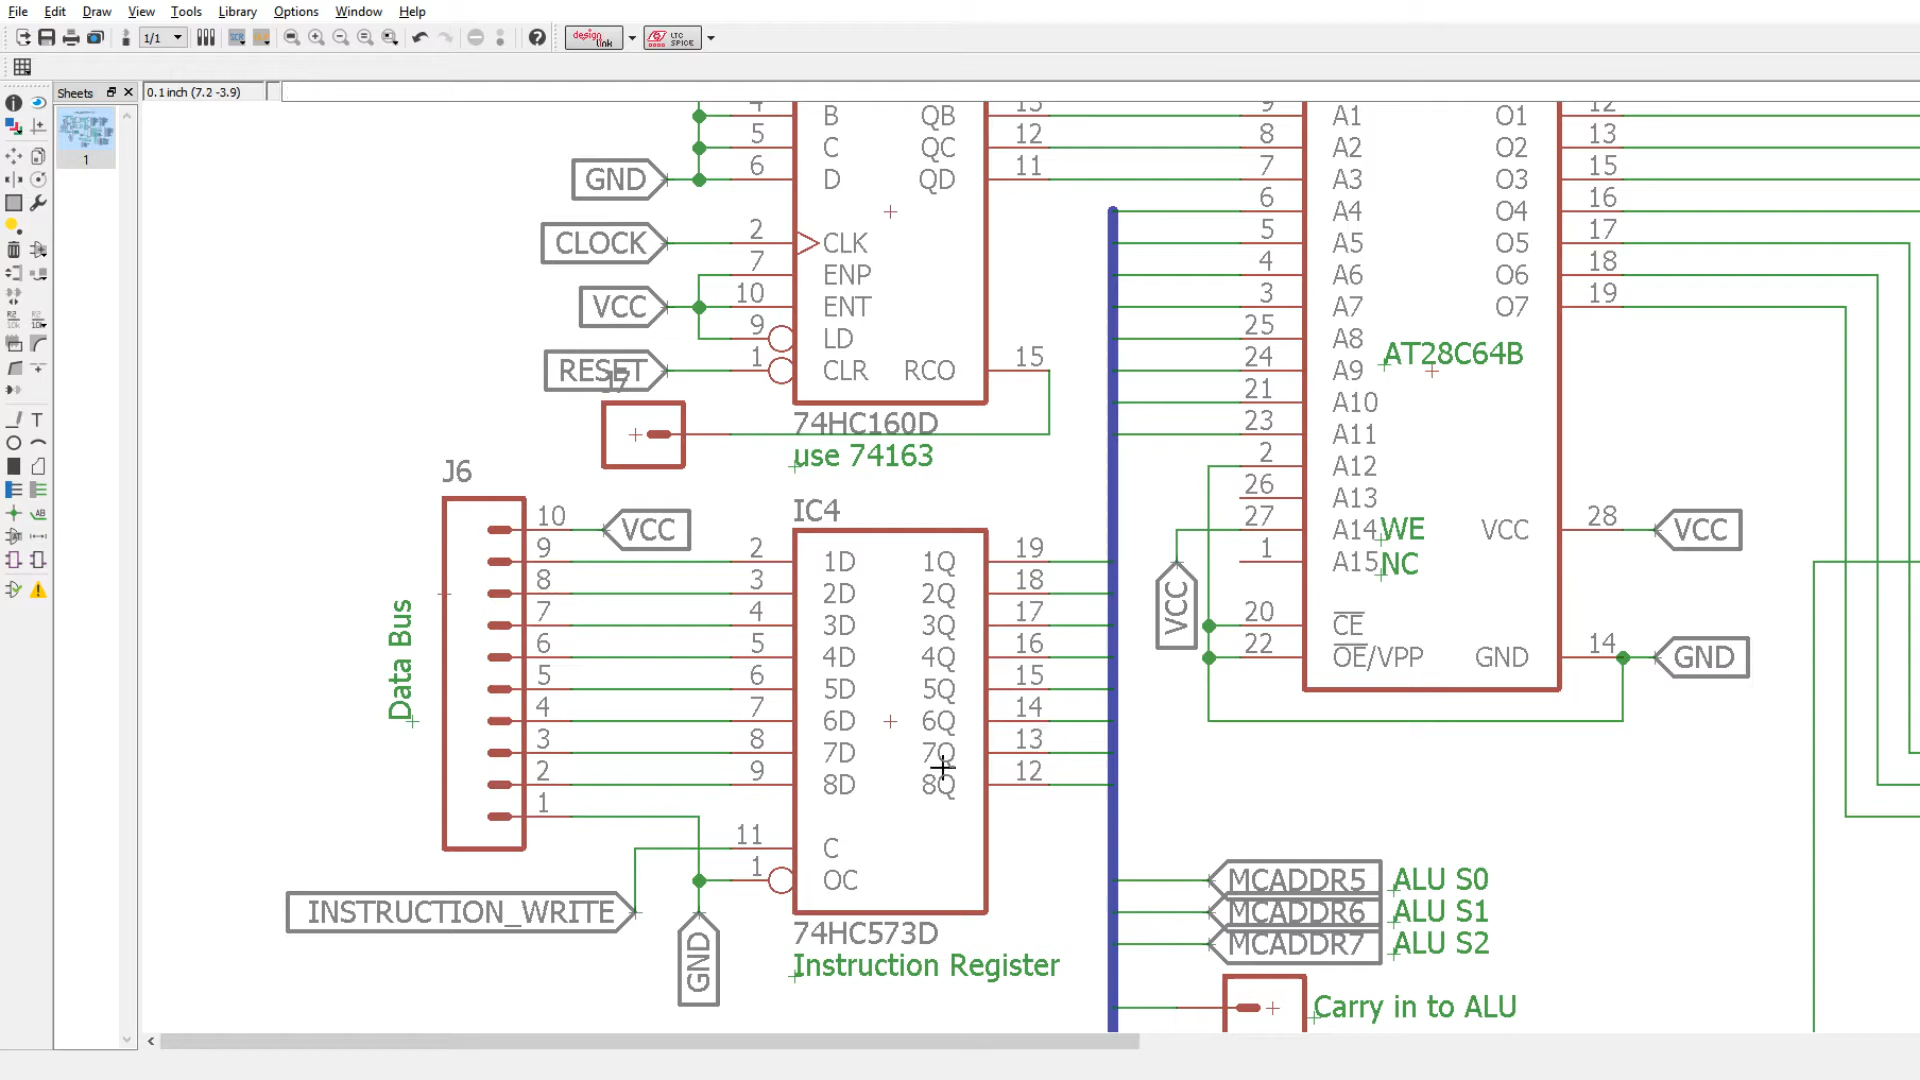 File Edit Draw View Tools Library Options Window Help
1/1
design link
LTC SPICE
Sheets
0.1 inch (7.2 -3.9)
1
4 B QB 13
5 C QC 12
6 D QD 11
GND
CLOCK
2 CLK
7 ENP
VCC
10 ENT
9 LD
RESET
1 CLR RCO 15
74HC160D
use 74163
9 A1 O1 12
8 A2 O2 13
7 A3 O3 15
6 A4 O4 16
5 A5 O5 17
4 A6 O6 18
3 A7 O7 19
25 A8
24 A9
AT28C64B
21 A10
23 A11
2 A12
26 A13
27 A14 WE VCC 28 VCC
1 A15 NC
VCC
20 CE
22 OE/VPP GND 14 GND
J6
10 VCC
9
8
7
6
5
4
3
2
1
Data Bus
IC4
2 1D 1Q 19
3 2D 2Q 18
4 3D 3Q 17
5 4D 4Q 16
6 5D 5Q 15
7 6D 6Q 14
8 7D 7Q 13
9 8D 8Q 12
11 C
1 OC
INSTRUCTION_WRITE
GND
74HC573D
Instruction Register
MCADDR5 ALU S0
MCADDR6 ALU S1
MCADDR7 ALU S2
Carry in to ALU